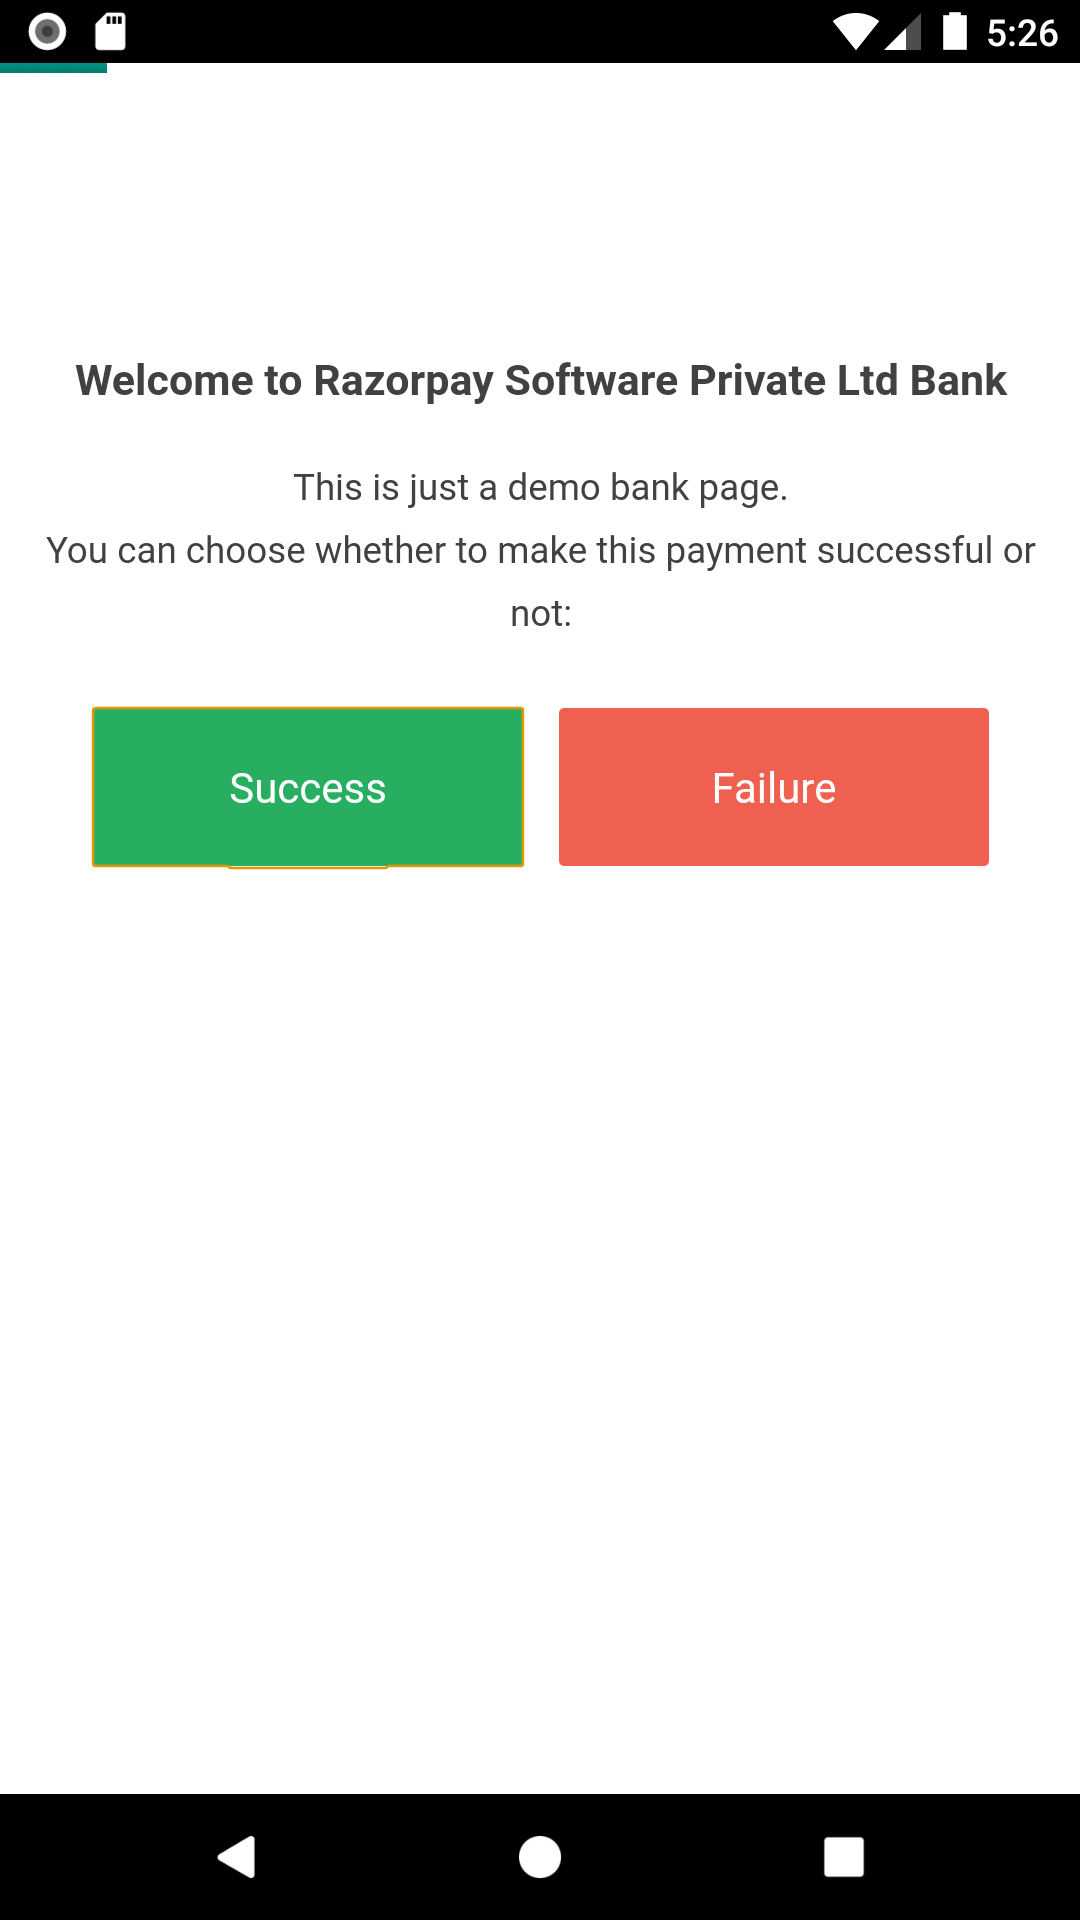 5:26
Welcome to Razorpay Software Private Ltd Bank
This is just a demo bank page.
You can choose whether to make this payment successful or
not:
Success
Failure